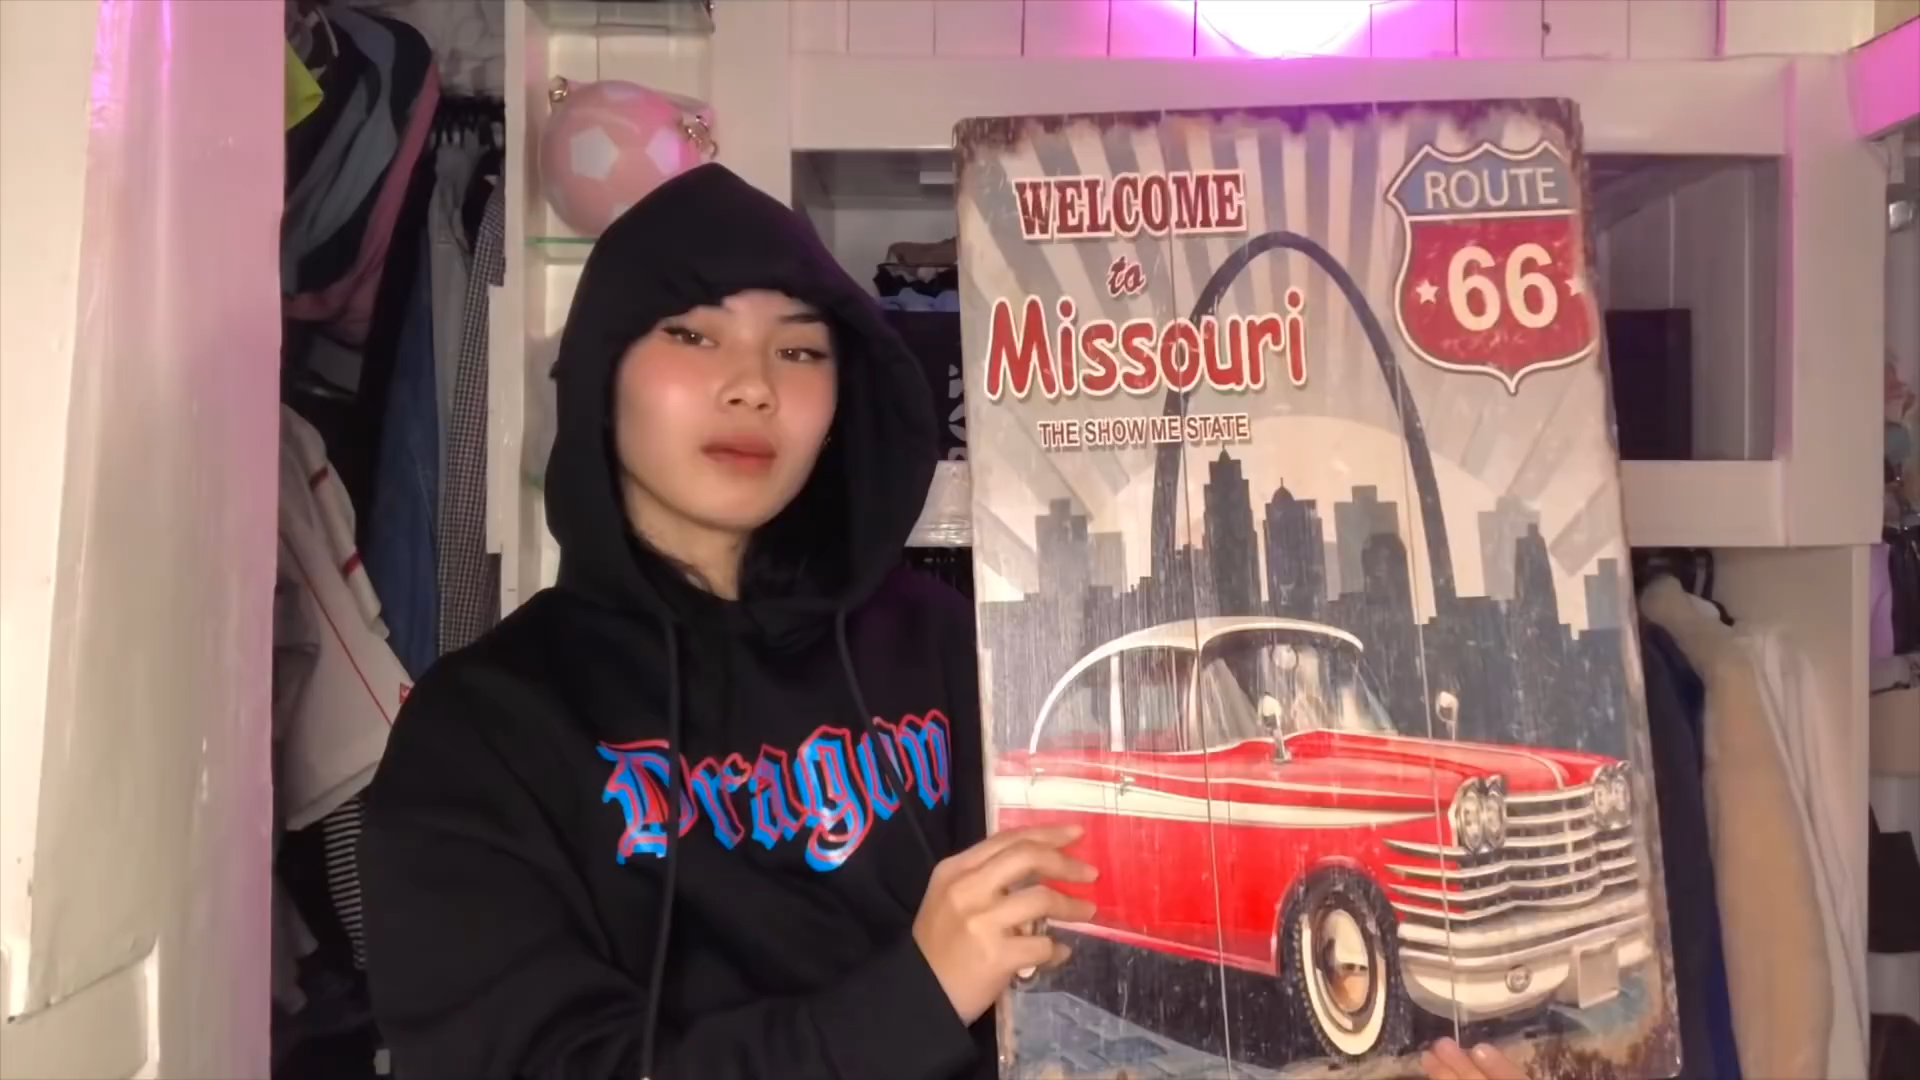 WELCOME
to
Missouri
THE SHOW ME STATE
ROUTE
66
Dragon